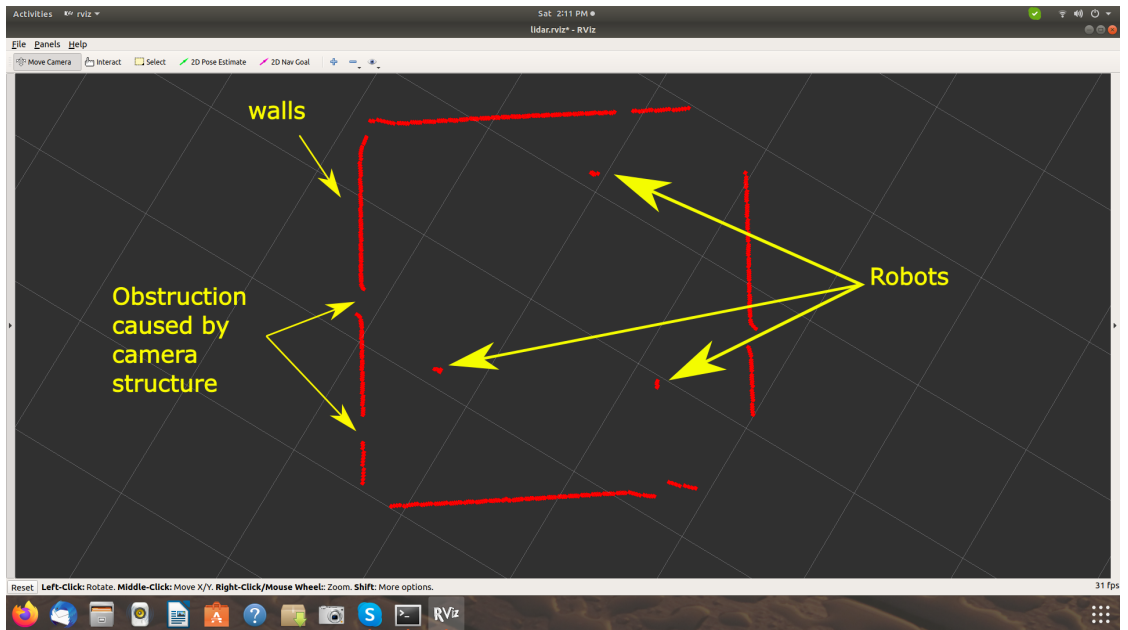 Activities RViz rviz
Sat 2:11 PM
lidar.rviz* - RViz
File Panels Help
Move Camera Interact Select 2D Pose Estimate 2D Nav Goal
walls
Robots
Obstruction
caused by
camera
structure
Reset Left-Click: Rotate. Middle-Click: Move X/Y. Right-Click/Mouse Wheel:: Zoom. Shift: More options. 31 fps
RViz